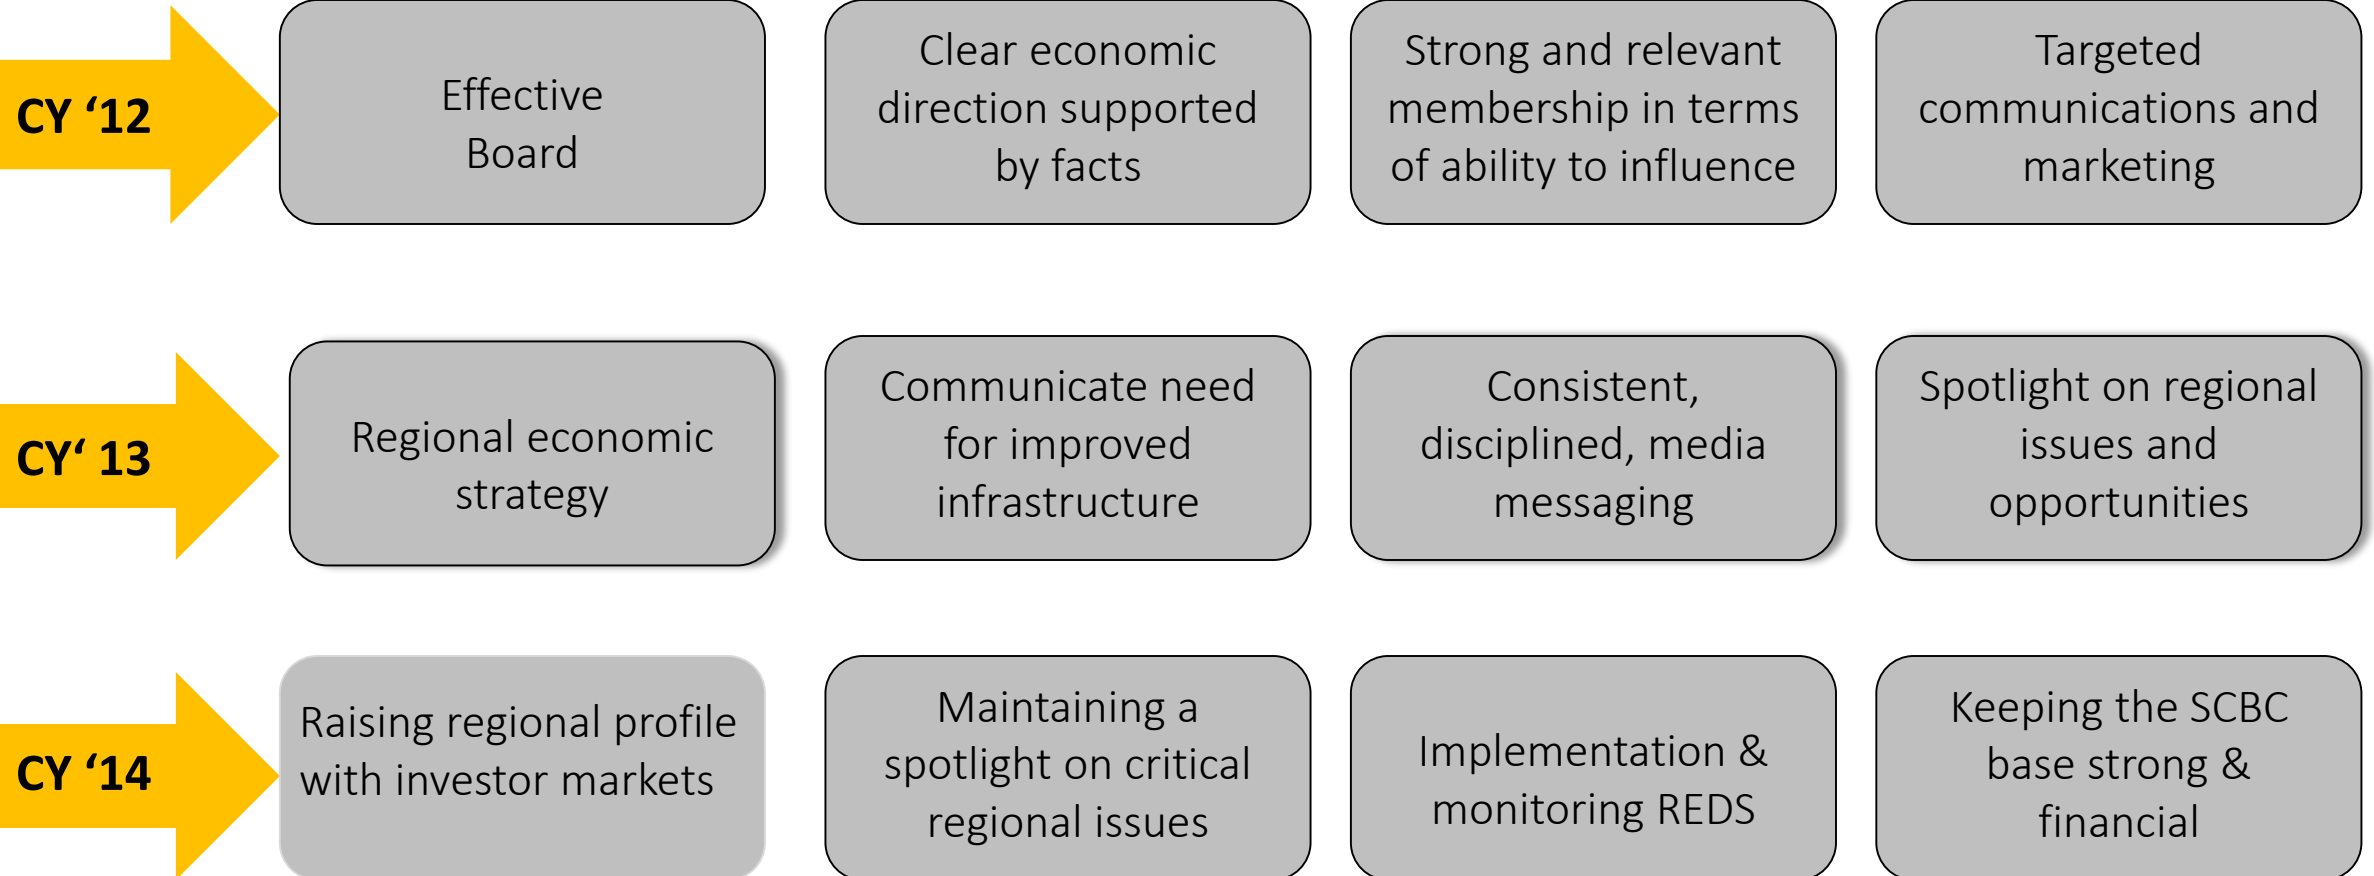 CY ‘12
Effective
Board
Clear economic
direction supported
by facts
Strong and relevant
membership in terms
of ability to influence
Targeted
communications and
marketing
CY‘ 13
Regional economic
strategy
Communicate need
for improved
infrastructure
Consistent,
disciplined, media
messaging
Spotlight on regional
issues and
opportunities
CY ‘14
Raising regional profile
with investor markets
Maintaining a
spotlight on critical
regional issues
Implementation &
monitoring REDS
Keeping the SCBC
base strong &
financial